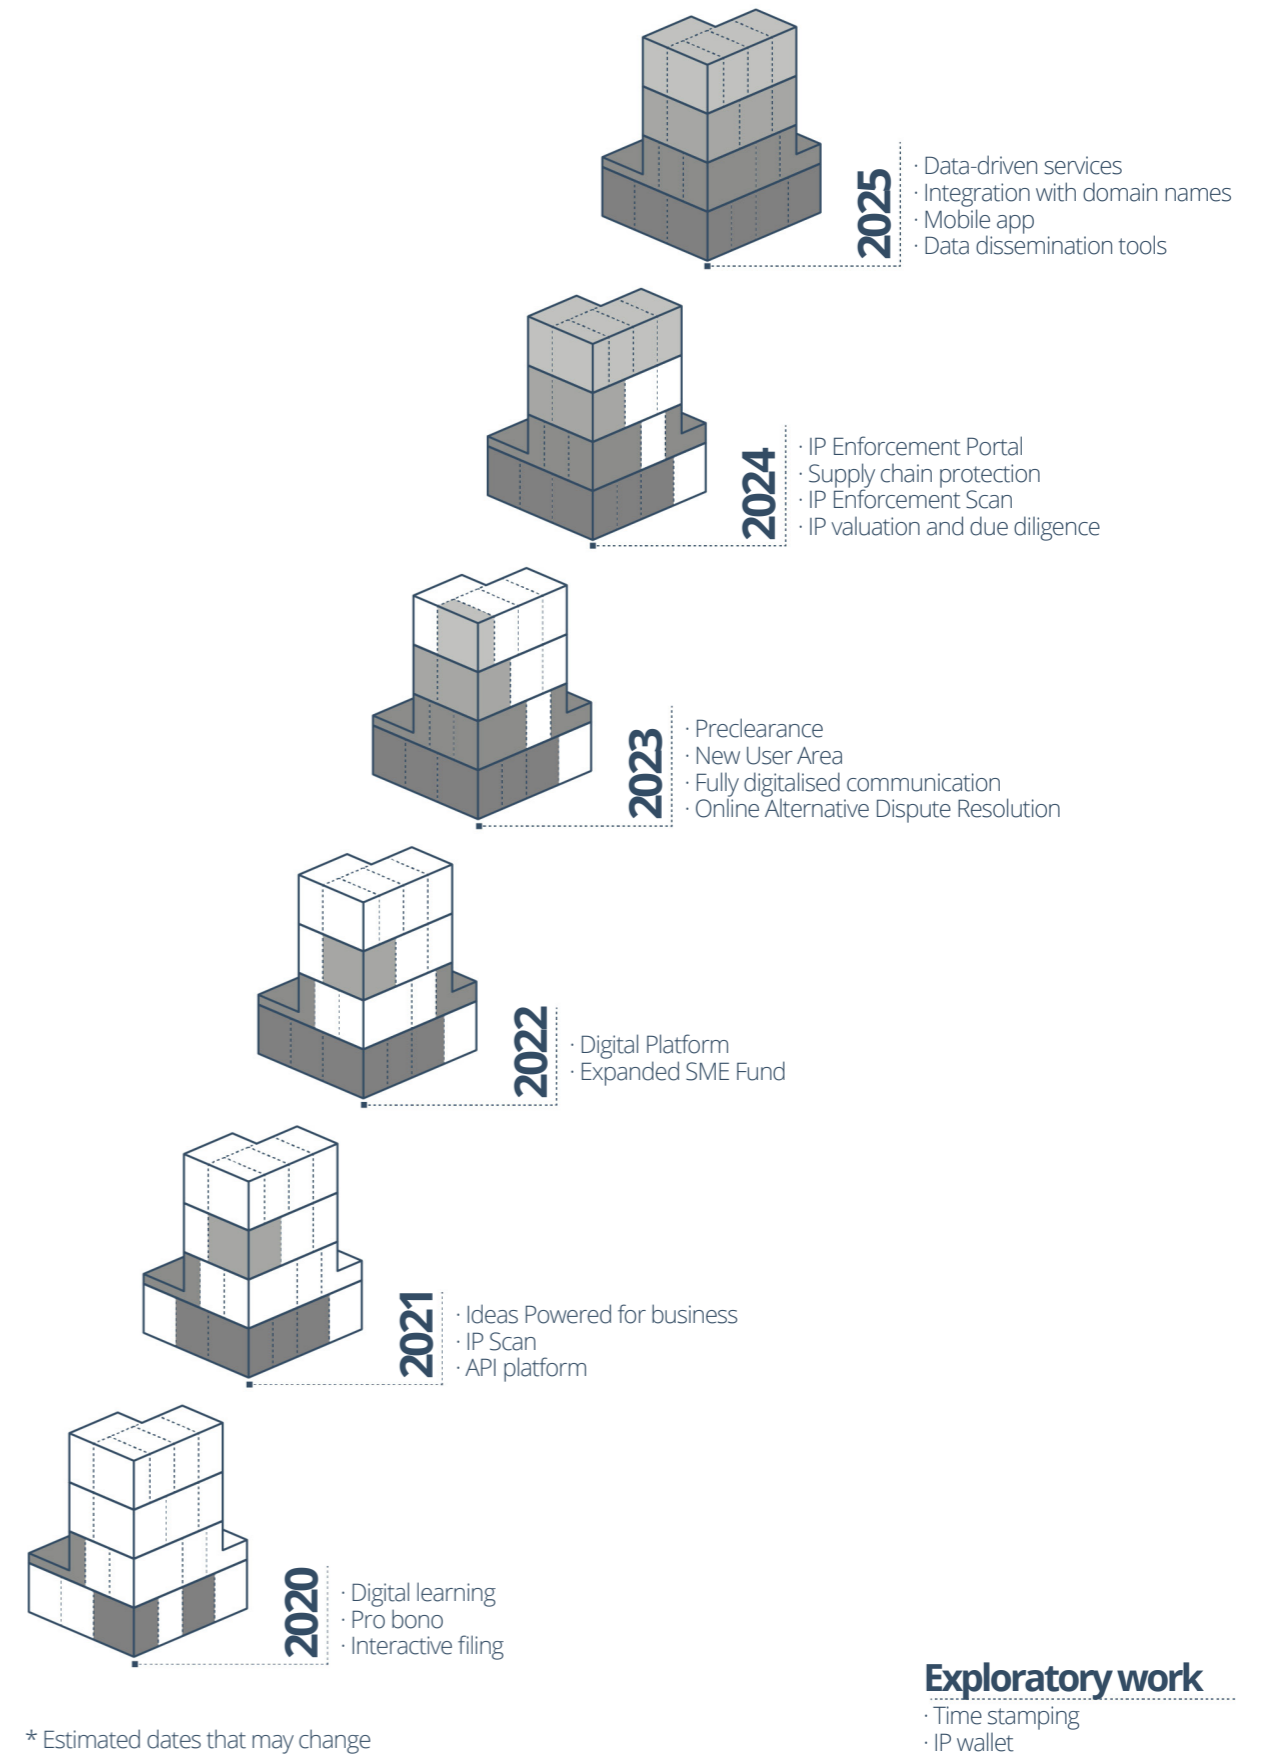 2025
· Data-driven services
· Integration with domain names
· Mobile app
· Data dissemination tools
2024
· IP Enforcement Portal
· Supply chain protection
· IP Enforcement Scan
· IP valuation and due diligence
2023
· Preclearance
· New User Area
· Fully digitalised communication
· Online Alternative Dispute Resolution
2022
· Digital Platform
· Expanded SME Fund
2021
· Ideas Powered for business
· IP Scan
· API platform
2020
· Digital learning
· Pro bono
· Interactive filing
Exploratory work
· Time stamping
· IP wallet
* Estimated dates that may change